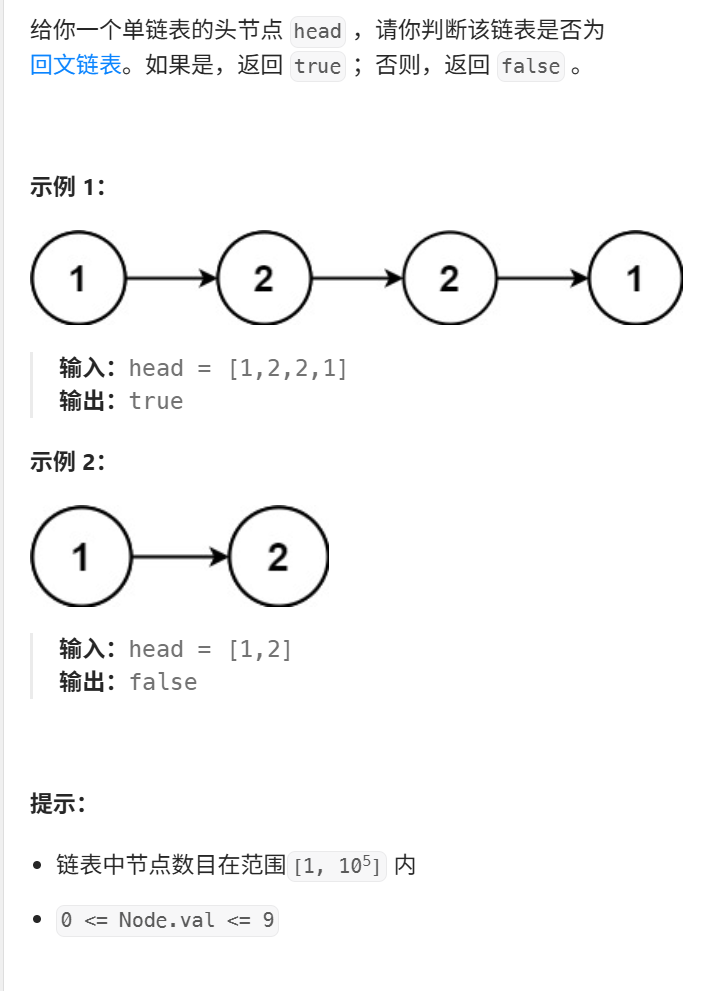 给你一个单链表的头节点 head ，请你判断该链表是否为
回文链表。如果是，返回 true ；否则，返回 false 。
示例 1：
1 2 2 1
输入：head = [1,2,2,1]
输出：true
示例 2：
1 2
输入：head = [1,2]
输出：false
提示：
• 链表中节点数目在范围[1, 10⁵] 内
• 0 <= Node.val <= 9